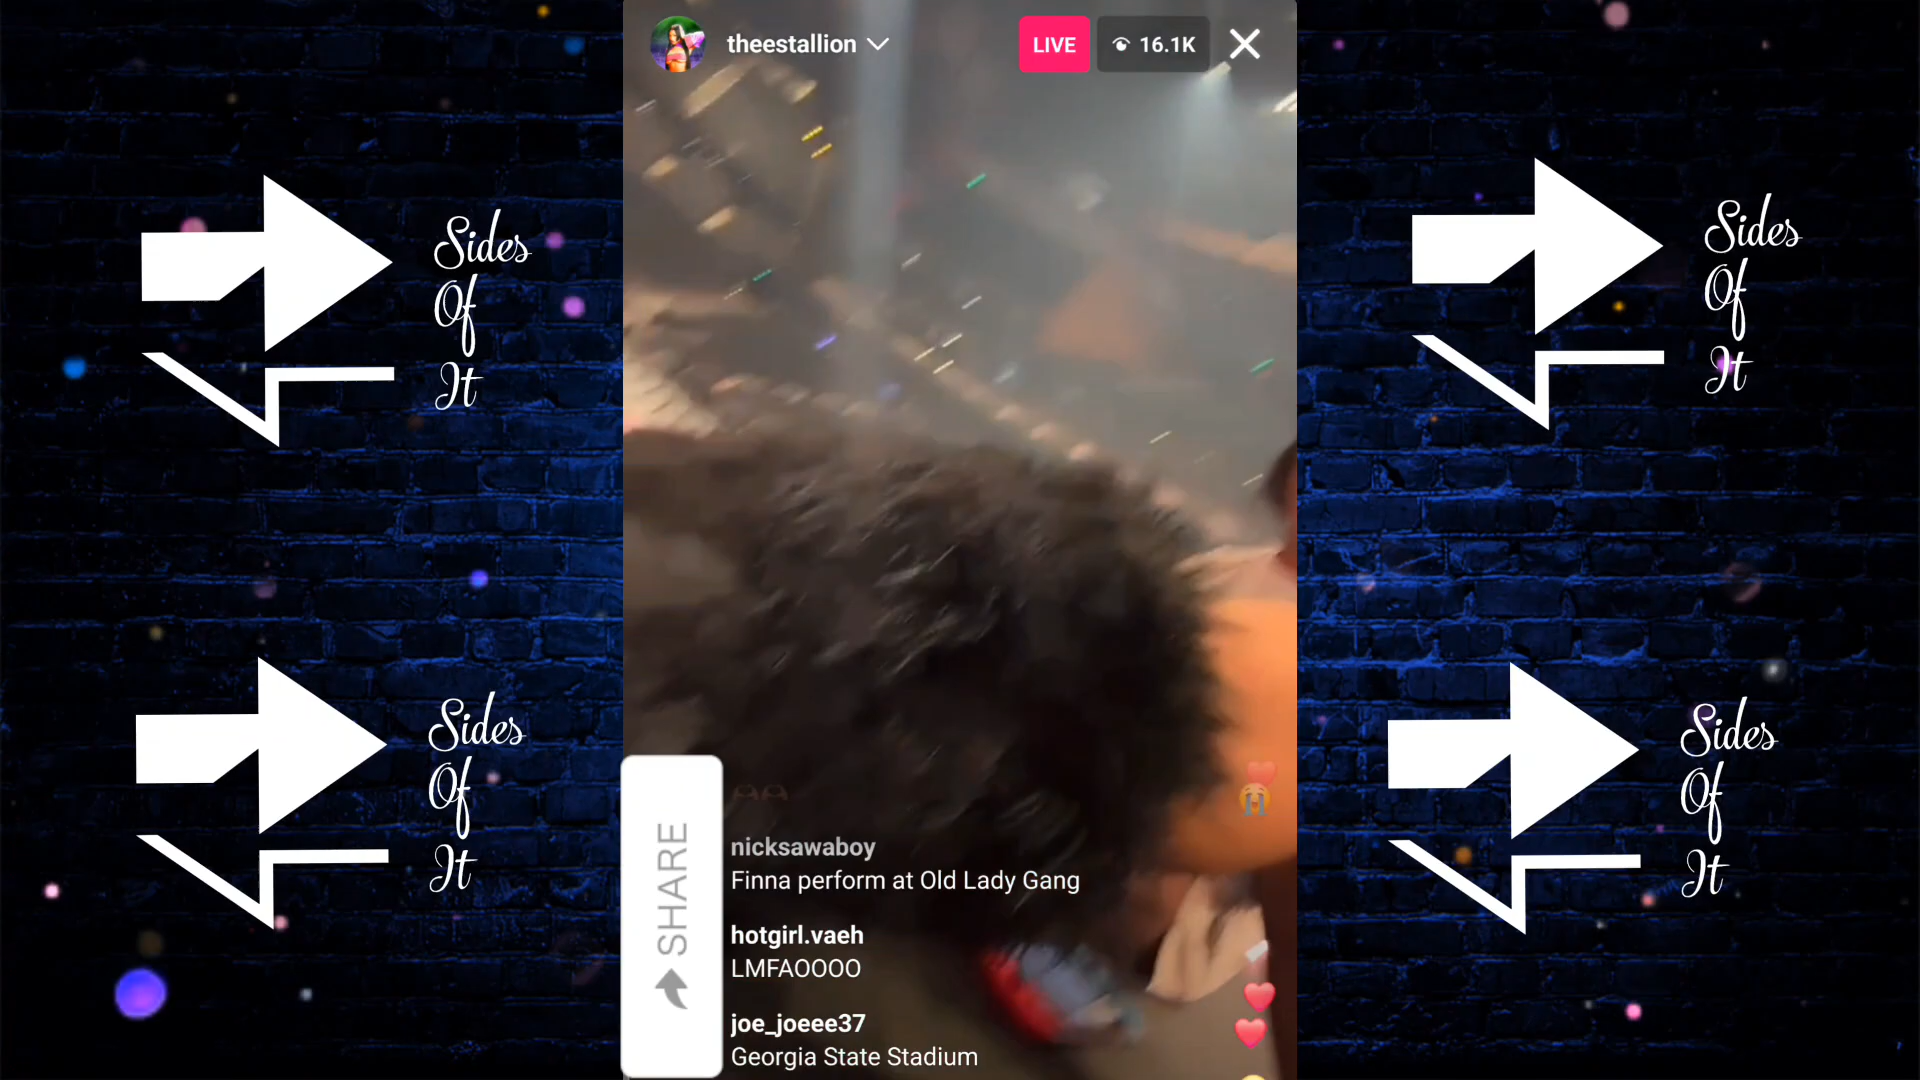 theestallion
LIVE
16.1K
Sides
Of
It
Sides
Of
It
Sides
Of
It
Sides
Of
It
SHARE
nicksawaboy
Finna perform at Old Lady Gang
hotgirl.vaeh
LMFAOOOO
joe_joeee37
Georgia State Stadium